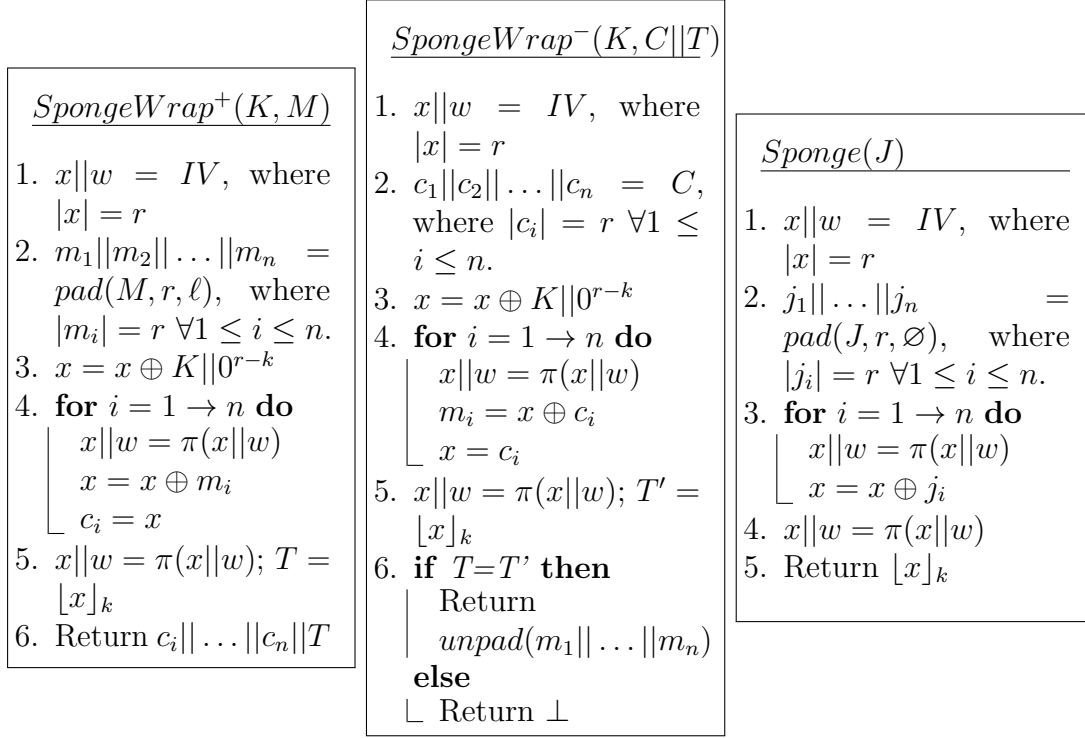 SpongeWrap⁺(K, M)
1. x||w = IV, where
|x| = r
2. m₁||m₂|| . . . ||mₙ =
pad(M, r, ℓ), where
|mᵢ| = r ∀1 ≤ i ≤ n.
3. x = x ⊕ K||0ʳ⁻ᵏ
4. for i = 1 → n do
x||w = π(x||w)
x = x ⊕ mᵢ
cᵢ = x
5. x||w = π(x||w); T =
⌊x⌋ₖ
6. Return cᵢ|| . . . ||cₙ||T
SpongeWrap⁻(K, C||T)
1. x||w = IV, where
|x| = r
2. c₁||c₂|| . . . ||cₙ = C,
where |cᵢ| = r ∀1 ≤
i ≤ n.
3. x = x ⊕ K||0ʳ⁻ᵏ
4. for i = 1 → n do
x||w = π(x||w)
mᵢ = x ⊕ cᵢ
x = cᵢ
5. x||w = π(x||w); T′ =
⌊x⌋ₖ
6. if T=T’ then
Return
unpad(m₁|| . . . ||mₙ)
else
Return ⊥
Sponge(J)
1. x||w = IV, where
|x| = r
2. j₁|| . . . ||jₙ =
pad(J, r, ∅), where
|jᵢ| = r ∀1 ≤ i ≤ n.
3. for i = 1 → n do
x||w = π(x||w)
x = x ⊕ jᵢ
4. x||w = π(x||w)
5. Return ⌊x⌋ₖ